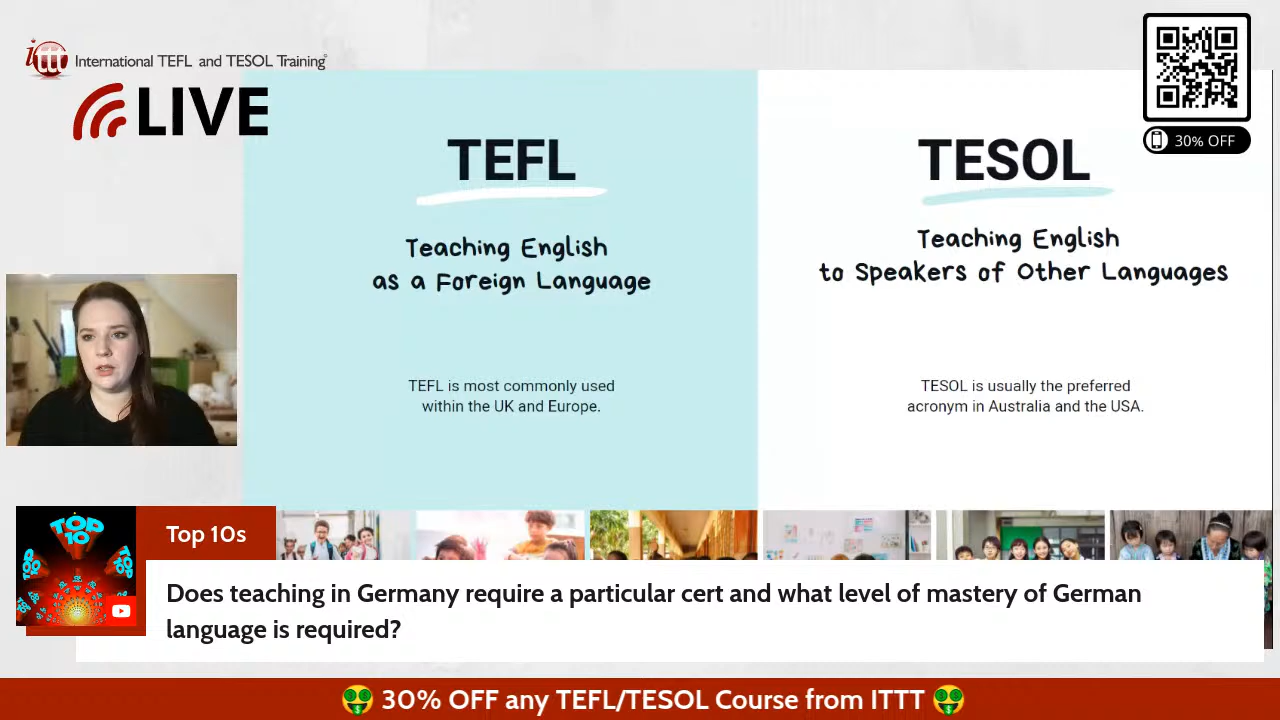 ittt International TEFL and TESOL Training
LIVE
30% OFF
TEFL
Teaching English
as a Foreign Language
TEFL is most commonly used
within the UK and Europe.
TESOL
Teaching English
to Speakers of Other Languages
TESOL is usually the preferred
acronym in Australia and the USA.
TOP
10
Top 10s
Does teaching in Germany require a particular cert and what level of mastery of German
language is required?
🤑 30% OFF any TEFL/TESOL Course from ITTT 🤑